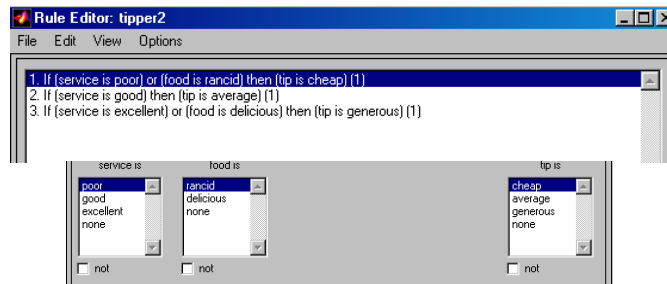 Rule Editor: tipper2
File Edit View Options
1. If (service is poor) or (food is rancid) then (tip is cheap) (1)
2. If (service is good) then (tip is average) (1)
3. If (service is excellent) or (food is delicious) then (tip is generous) (1)
service is food is tip is
poor rancid cheap
good delicious average
excellent none generous
none none
not not not